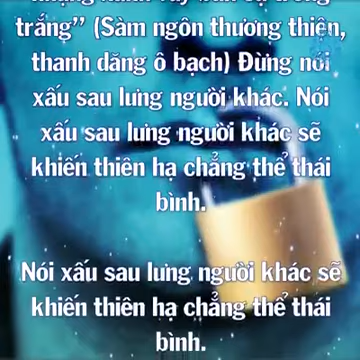 trắng” (Sàm ngôn thương thiện,
thanh dăng ô bạch) Đừng nói
xấu sau lưng người khác. Nói
xấu sau lưng người khác sẽ
khiến thiên hạ chẳng thể thái
bình.
Nói xấu sau lưng người khác sẽ
khiến thiên hạ chẳng thể thái
bình.